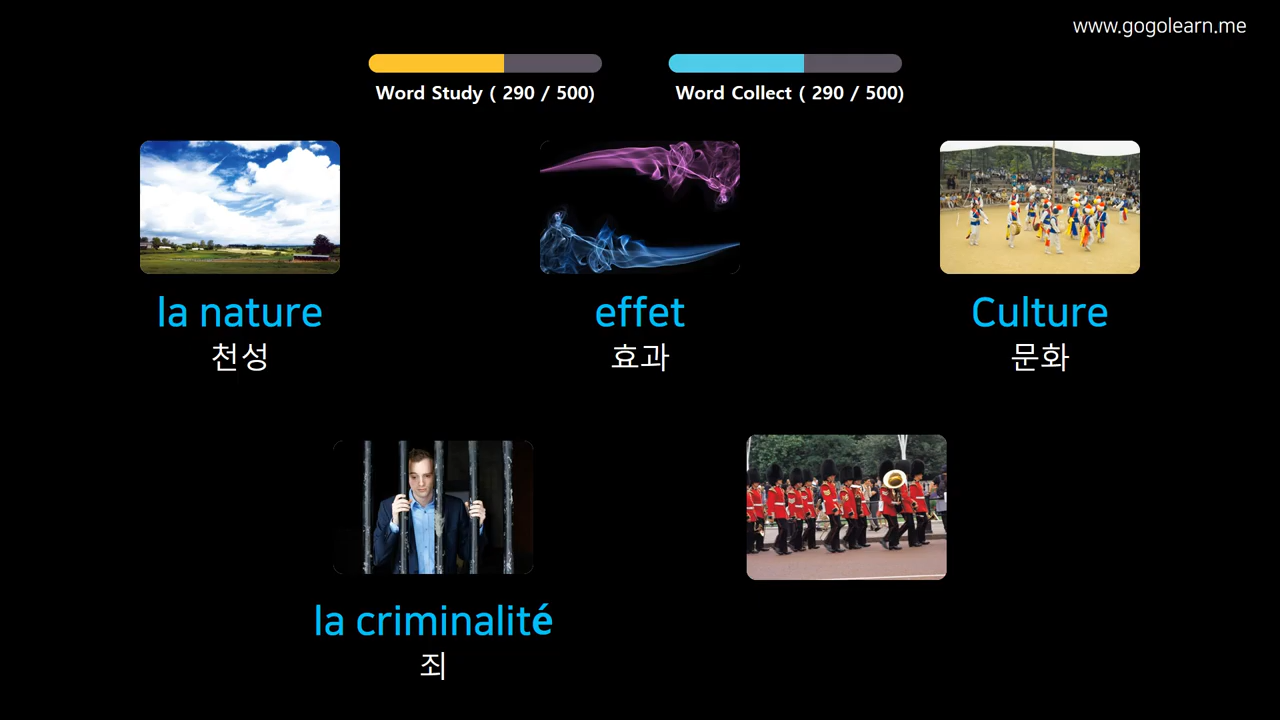 www.gogolearn.me
Word Study ( 290 / 500)
Word Collect ( 290 / 500)
la nature
천성
effet
효과
Culture
문화
la criminalité
죄